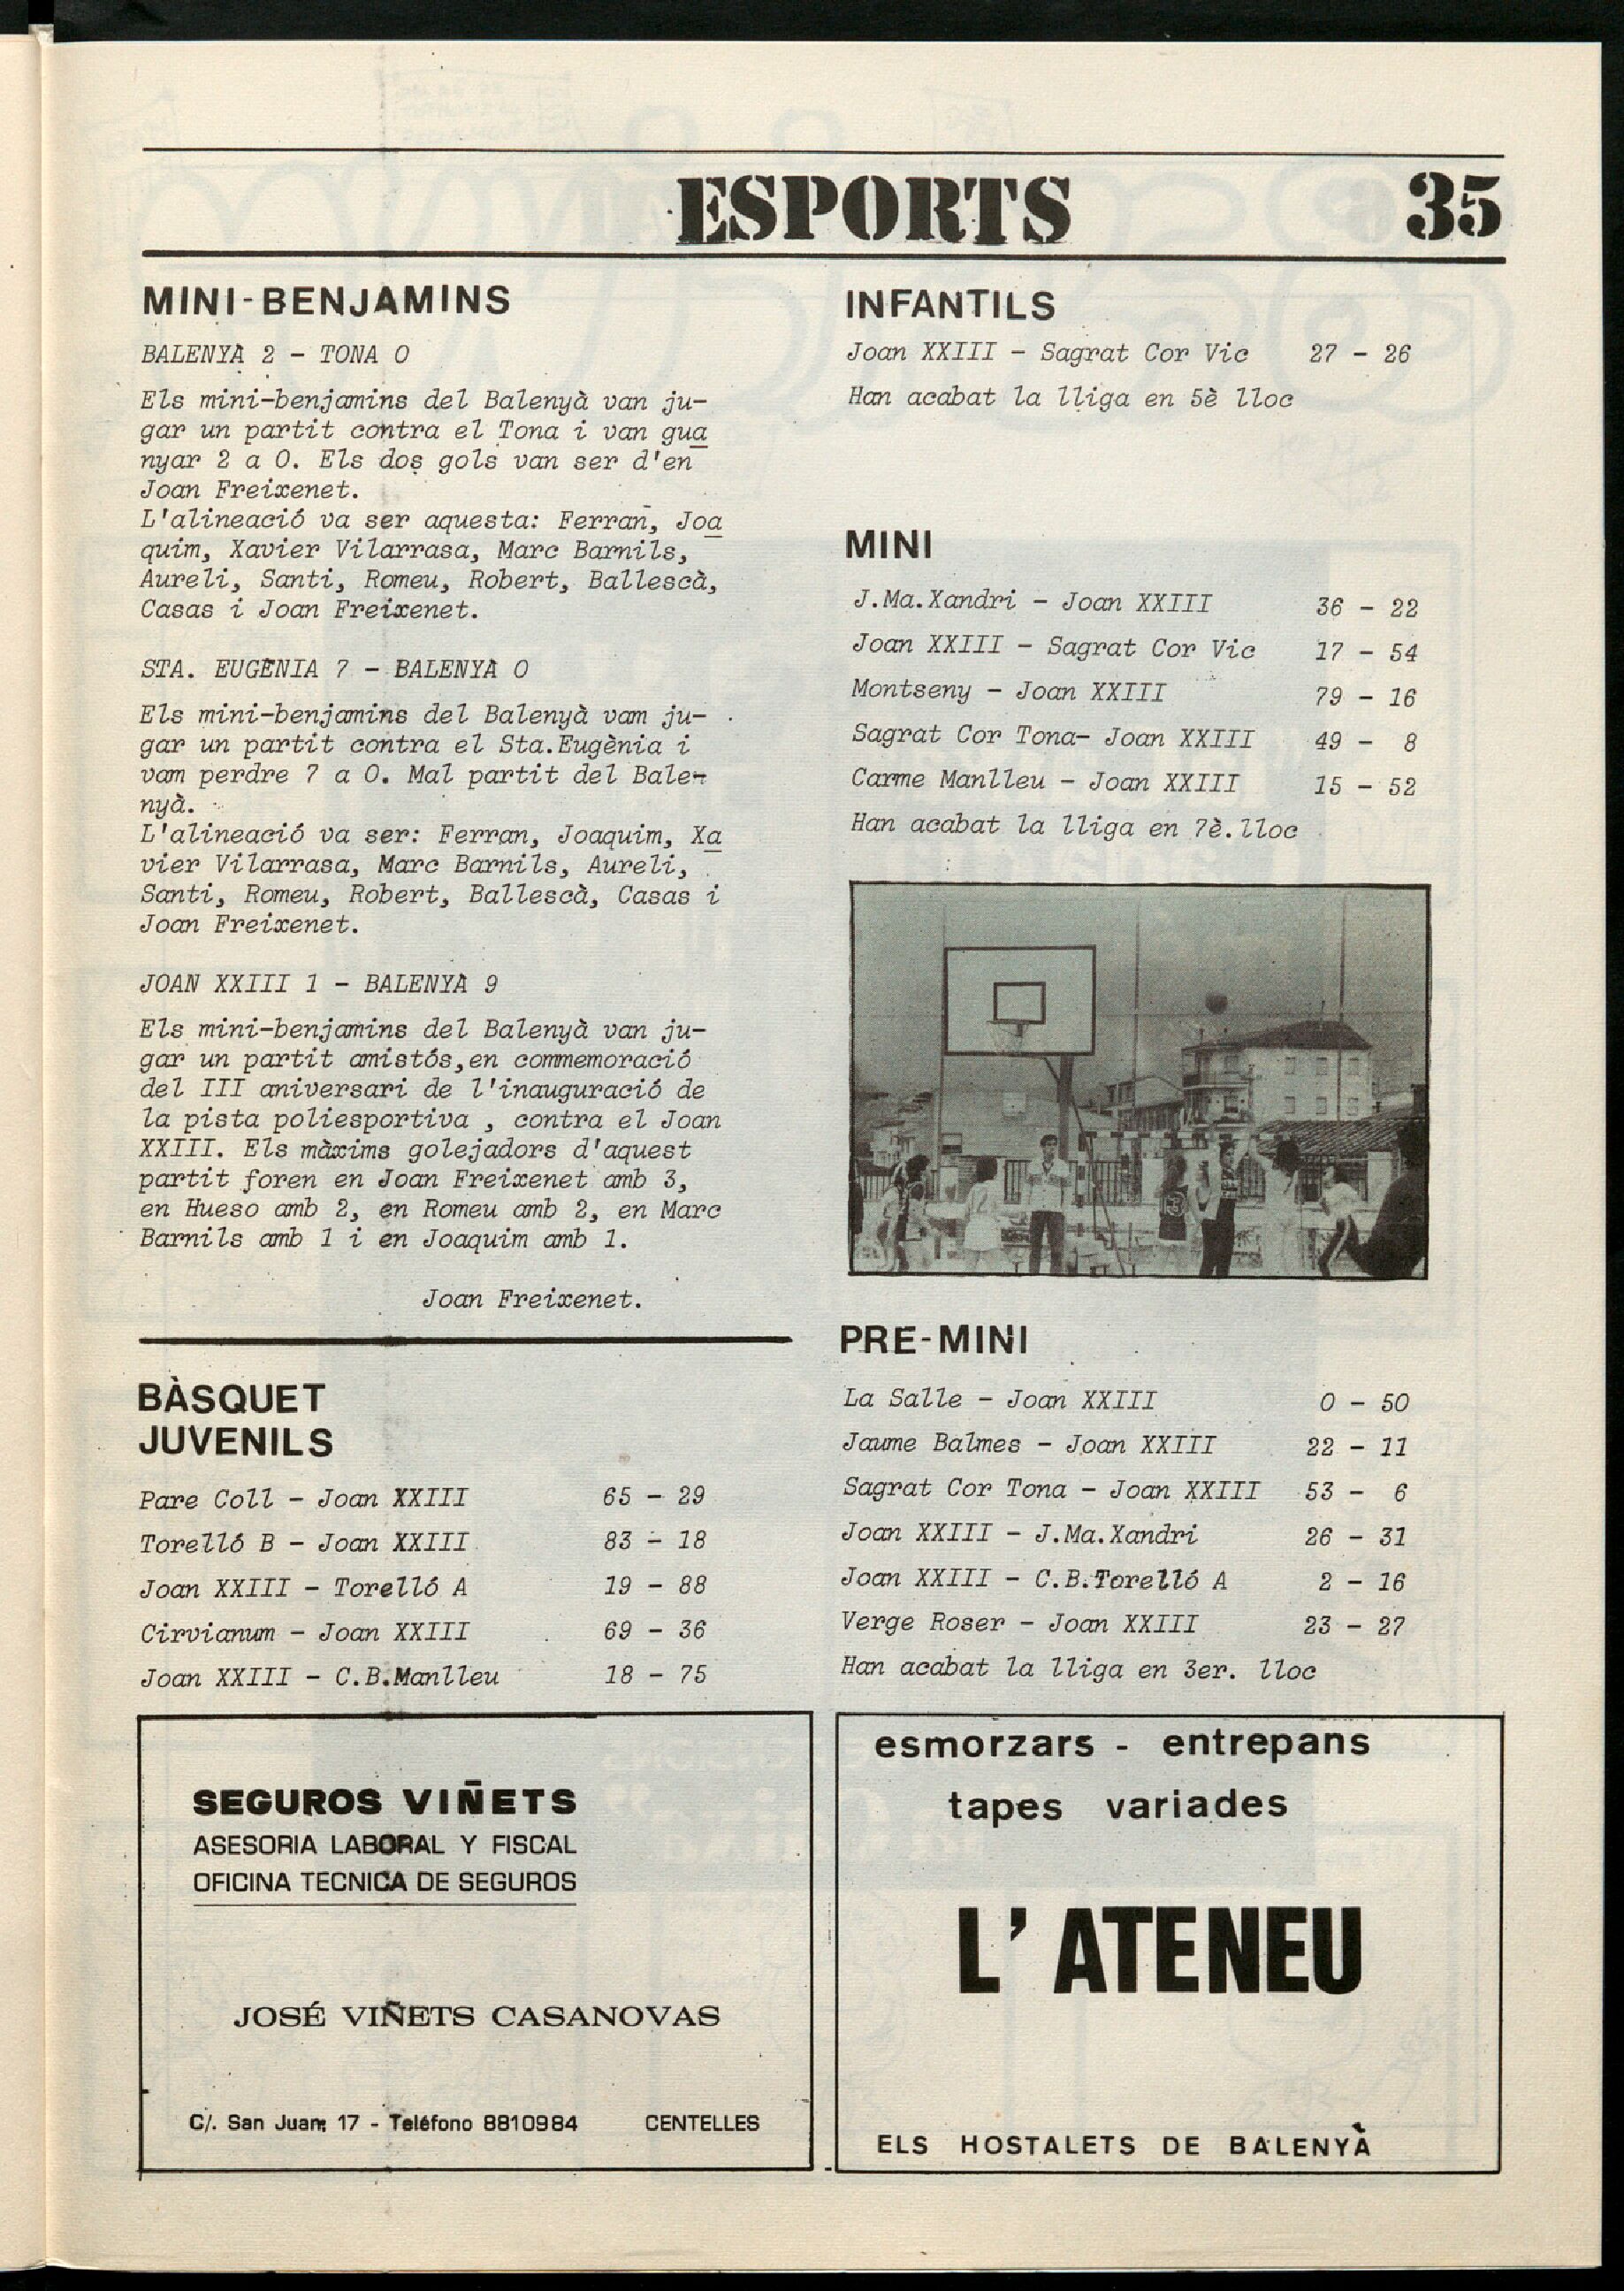 ESPORTS
35
MINI-BENJAMINS
BALENYÀ 2 - TONA 0
Els mini-benjamins del Balenyà van ju-
gar un partit contra el Tona i van gua
nyar 2 a 0. Els dos gols van ser d'en
Joan Freixenet.
L'alineació va ser aquesta: Ferran, Joa
quim, Xavier Vilarrasa, Marc Barnils,
Aureli, Santi, Romeu, Robert, Ballescà,
Casas i Joan Freixenet.
STA. EUGÈNIA 7 - BALENYÀ 0
Els mini-benjamins del Balenyà vam ju-
gar un partit contra el Sta.Eugènia i
vam perdre 7 a 0. Mal partit del Bale-
nyà.
L'alineació va ser: Ferran, Joaquim, Xa
vier Vilarrasa, Marc Barnils, Aureli,
Santi, Romeu, Robert, Ballescà, Casas i
Joan Freixenet.
JOAN XXIII 1 - BALENYÀ 9
Els mini-benjamins del Balenyà van ju-
gar un partit amistós,en commemoració
del III aniversari de l'inauguració de
la pista poliesportiva , contra el Joan
XXIII. Els màxims golejadors d'aquest
partit foren en Joan Freixenet amb 3,
en Hueso amb 2, en Romeu amb 2, en Marc
Barnils amb 1 i en Joaquim amb 1.
Joan Freixenet.
BÀSQUET
JUVENILS
Pare Coll - Joan XXIII 65 - 29
Torelló B - Joan XXIII 83 - 18
Joan XXIII - Torelló A 19 - 88
Cirvianum - Joan XXIII 69 - 36
Joan XXIII - C.B.Manlleu 18 - 75
INFANTILS
Joan XXIII - Sagrat Cor Vic 27 - 26
Han acabat la lliga en 5è lloc
MINI
J.Ma.Xandri - Joan XXIII 36 - 22
Joan XXIII - Sagrat Cor Vic 17 - 54
Montseny - Joan XXIII 79 - 16
Sagrat Cor Tona- Joan XXIII 49 - 8
Carme Manlleu - Joan XXIII 15 - 52
Han acabat la lliga en 7è.lloc
PRE-MINI
La Salle - Joan XXIII 0 - 50
Jaume Balmes - Joan XXIII 22 - 11
Sagrat Cor Tona - Joan XXIII 53 - 6
Joan XXIII - J.Ma.Xandri 26 - 31
Joan XXIII - C.B.Torelló A 2 - 16
Verge Roser - Joan XXIII 23 - 27
Han acabat la lliga en 3er. lloc
SEGUROS VIÑETS
ASESORIA LABORAL Y FISCAL
OFICINA TECNICA DE SEGUROS
JOSÉ VIÑETS CASANOVAS
C/. San Juan, 17 - Teléfono 8810984 CENTELLES
esmorzars - entrepans
tapes variades
L'ATENEU
ELS HOSTALETS DE BALENYÀ